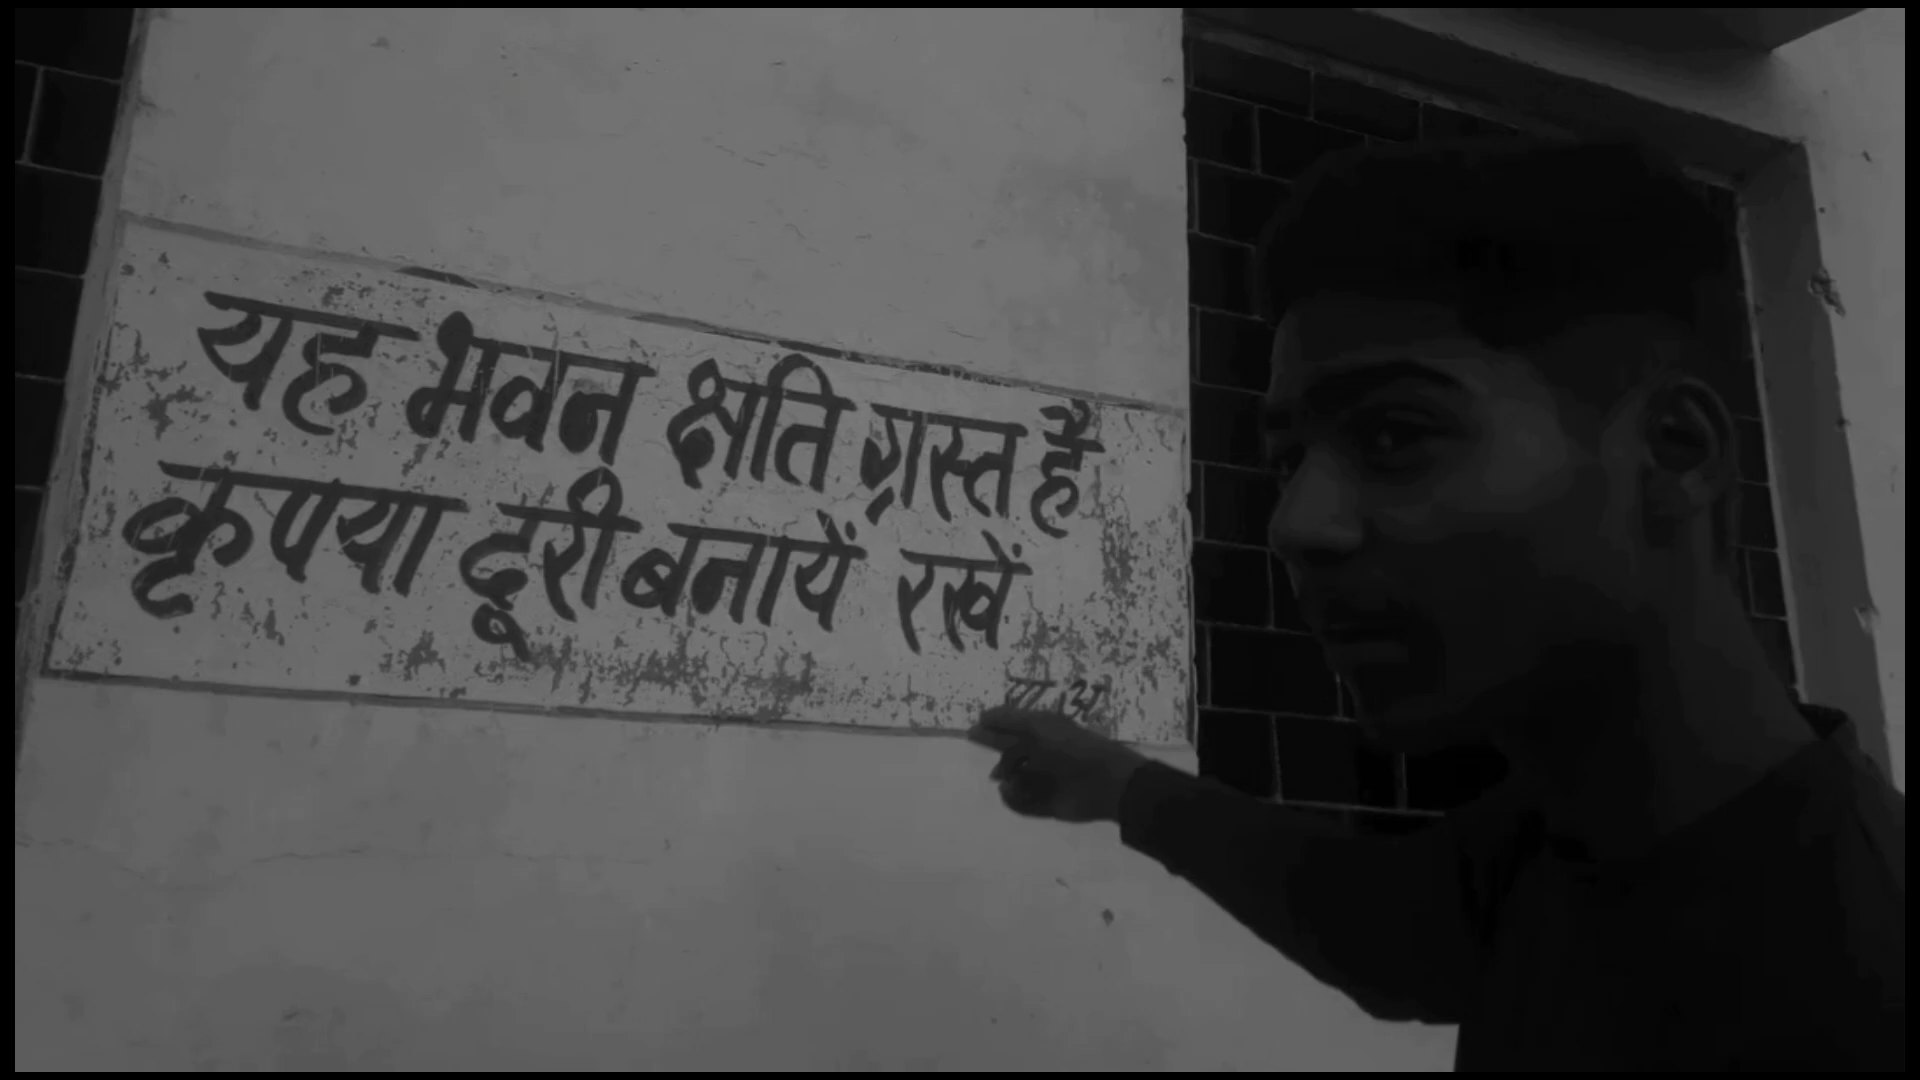 यह भवन क्षति ग्रस्त है
कृपया दूरी बनायें रखें
प्रा अ